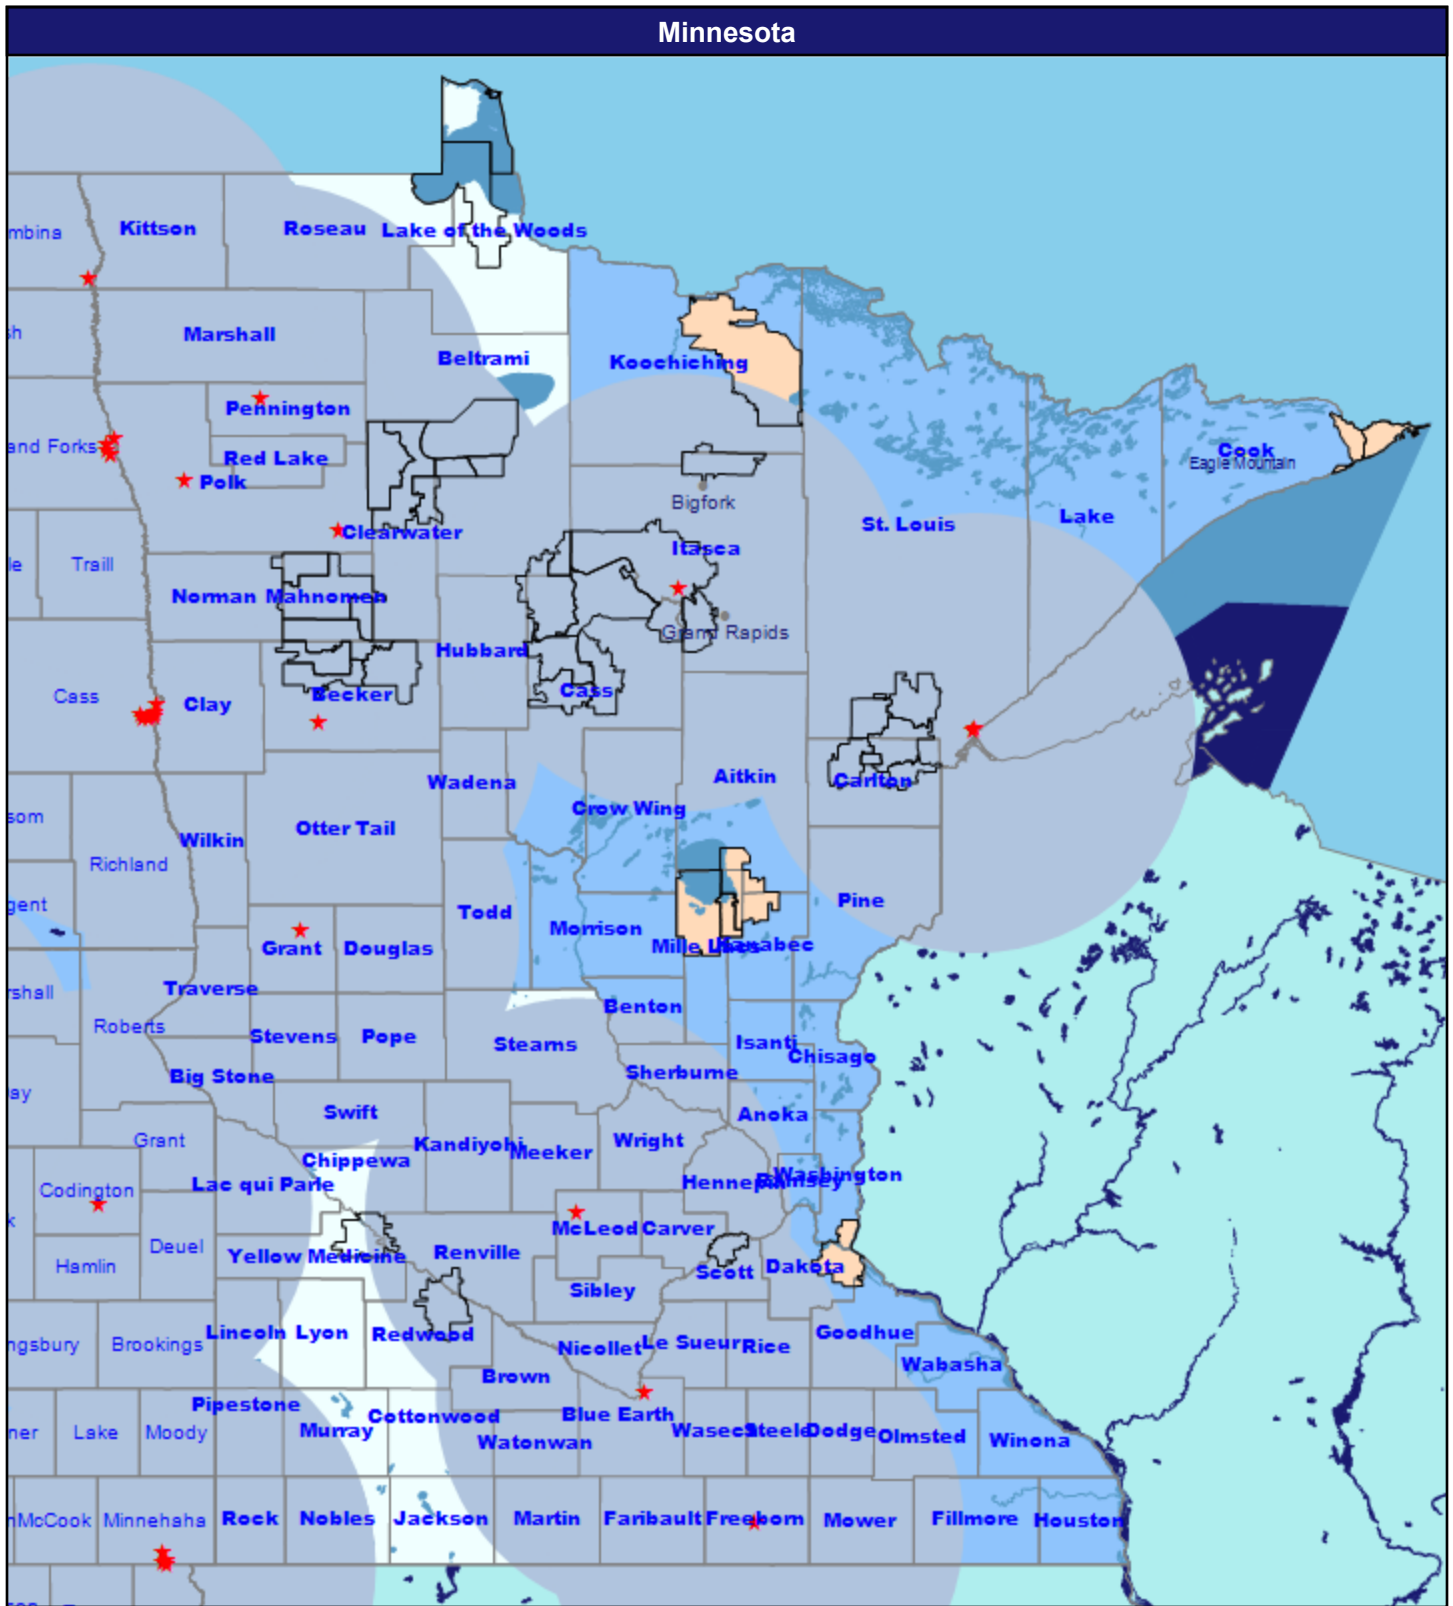 Minnesota
mbina
Kittson
Roseau
Lake of the Woods
sh
Marshall
Beltrami
Koochiching
Pennington
and Forks
Red Lake
Polk
Cook
Eagle Mountain
Bigfork
Clearwater
St. Louis
Lake
Itasca
le
Traill
Norman
Mahnomen
Grand Rapids
Hubbard
Cass
Clay
Becker
Cass
Wadena
Aitkin
Carlton
Crow Wing
som
Wilkin
Otter Tail
Richland
gent
Todd
Morrison
Pine
Grant
Douglas
Mille Lacs
Kanabec
rshall
Traverse
Benton
Roberts
Stevens
Pope
Stearns
Isanti
Chisago
Big Stone
Sherburne
ay
Swift
Anoka
Grant
Kandiyohi
Meeker
Wright
Chippewa
Codington
Lac qui Parle
Hennepin
Ramsey
Washington
McLeod
Carver
Deuel
Yellow Medicine
Renville
Hamlin
Scott
Dakota
Sibley
ngsbury
Brookings
Lincoln
Lyon
Redwood
Nicollet
Le Sueur
Rice
Goodhue
Wabasha
Brown
Pipestone
Cottonwood
Blue Earth
ner
Lake
Moody
Murray
Watonwan
Waseca
Steele
Dodge
Olmsted
Winona
McCook
Minnehaha
Rock
Nobles
Jackson
Martin
Faribault
Freeborn
Mower
Fillmore
Houston